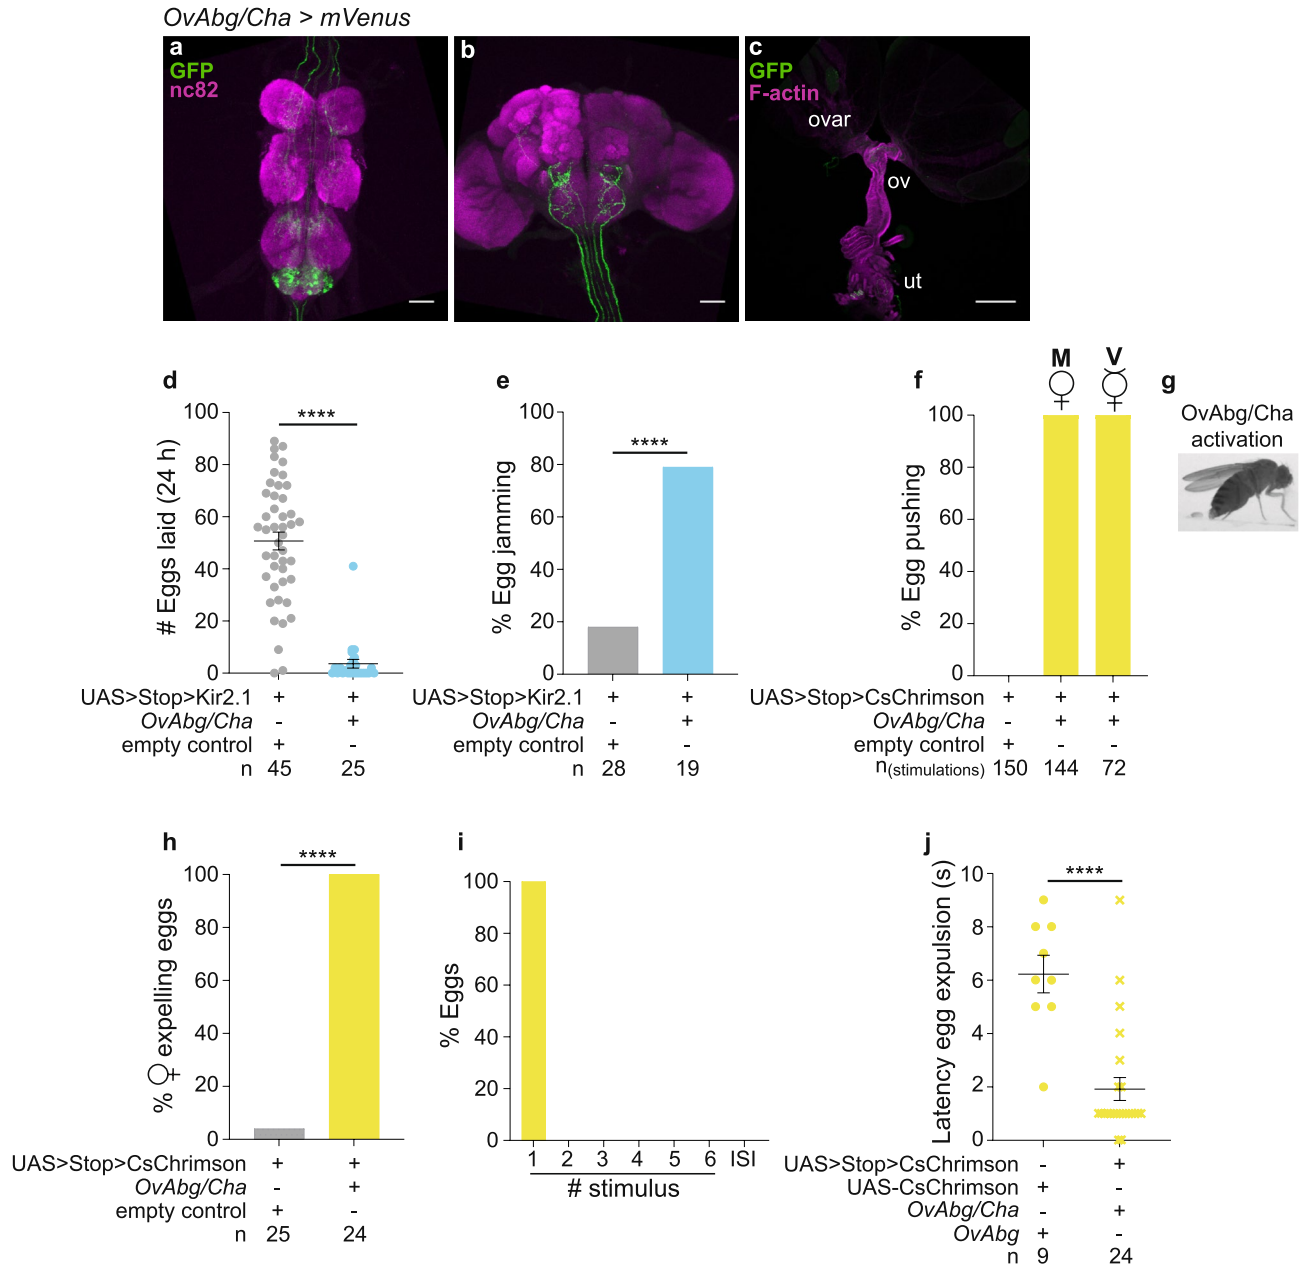 OvAbg/Cha > mVenus
a
GFP
nc82
b
c
GFP
F-actin
ovar
ov
ut
d
# Eggs laid (24 h)
100
80
60
40
20
0
****
UAS>Stop>Kir2.1 + +
OvAbg/Cha - +
empty control + -
n 45 25
e
% Egg jamming
100
80
60
40
20
0
****
UAS>Stop>Kir2.1 + +
OvAbg/Cha - +
empty control + -
n 28 19
f
M V
% Egg pushing
100
80
60
40
20
0
UAS>Stop>CsChrimson + + +
OvAbg/Cha - + +
empty control + - -
n(stimulations) 150 144 72
g
OvAbg/Cha
activation
h
% ♀ expelling eggs
100
80
60
40
20
0
****
UAS>Stop>CsChrimson + +
OvAbg/Cha - +
empty control + -
n 25 24
i
% Eggs
100
80
60
40
20
0
1 2 3 4 5 6 ISI
# stimulus
j
Latency egg expulsion (s)
10
8
6
4
2
0
****
UAS>Stop>CsChrimson - +
UAS-CsChrimson + -
OvAbg/Cha - +
OvAbg + -
n 9 24